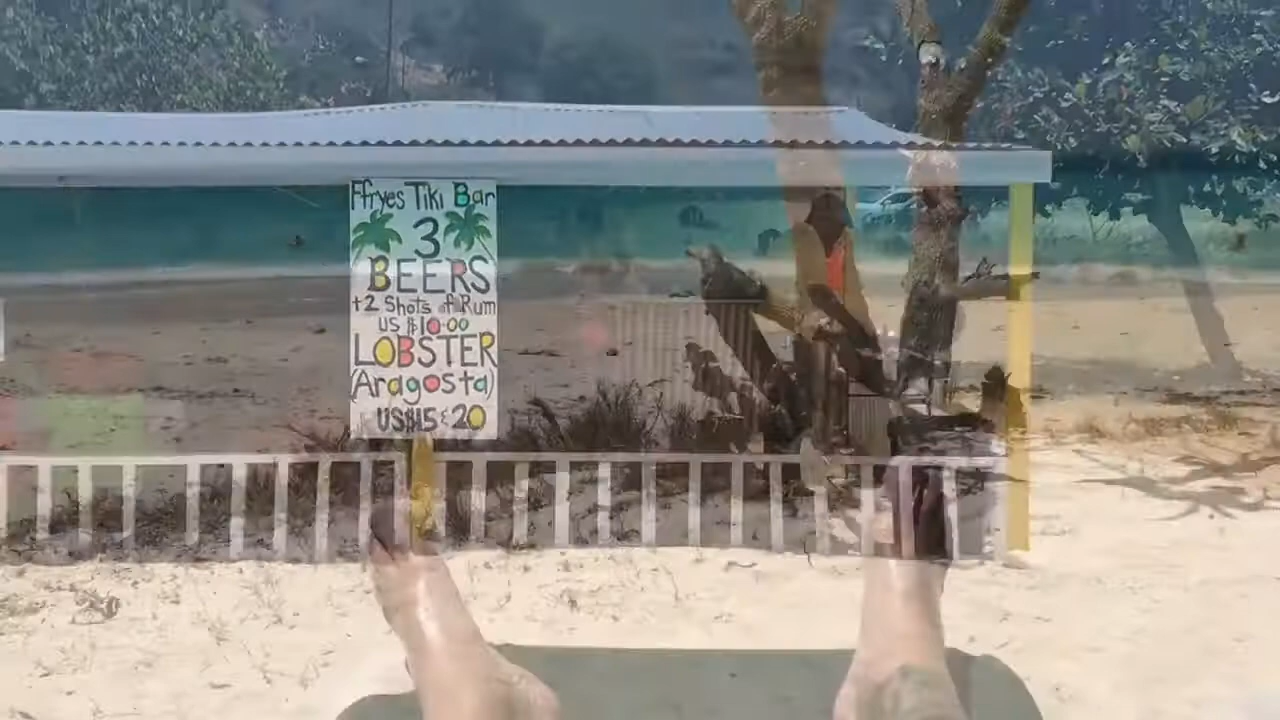 Ffryes Tiki Bar
3
BEERS
+2 Shots of Rum
US $10.00
LOBSTER
(Aragosta)
US$15 & 20